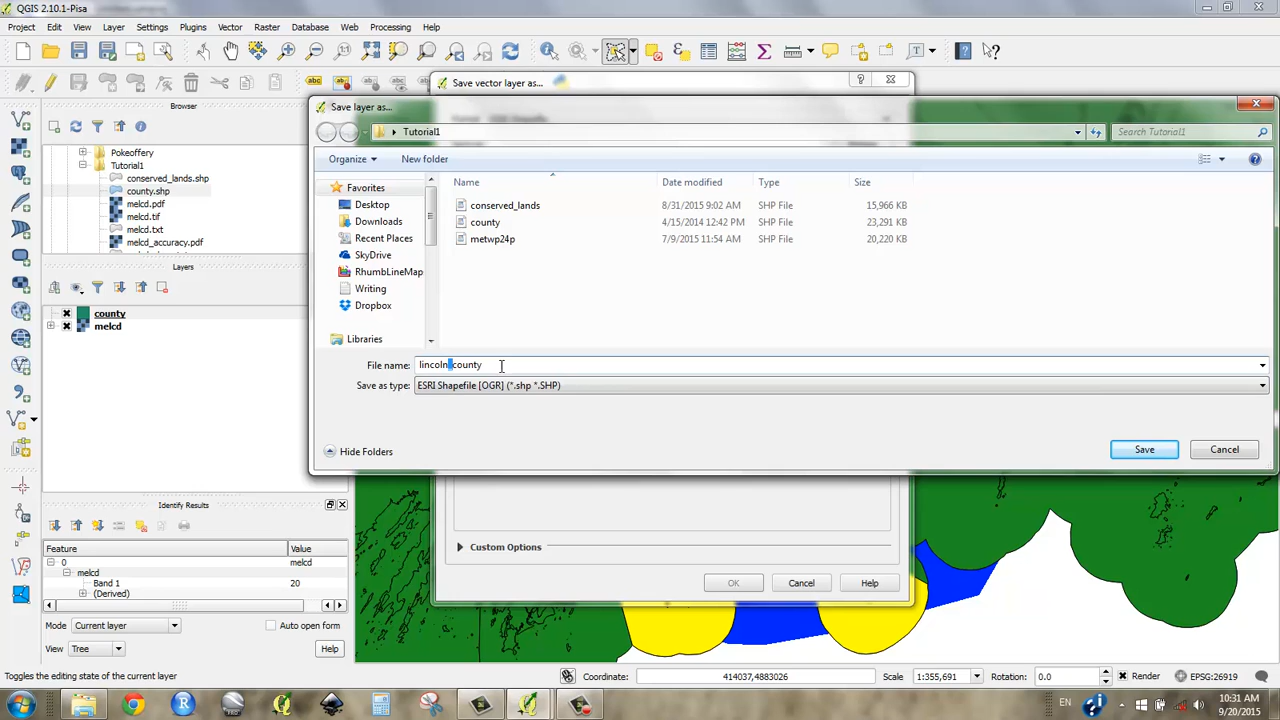 QGIS 2.10.1-Pisa
Project Edit View Layer Settings Plugins Vector Raster Database Web Processing Help
Browser
Pokeoffery
Tutorial1
conserved_lands.shp
county.shp
melcd.pdf
melcd.tif
melcd.txt
melcd_accuracy.pdf
Layers
county
melcd
Identify Results
Feature Value
0 melcd
melcd
Band 1 20
(Derived)
Mode Current layer Auto open form
View Tree Help
Save vector layer as...
Save layer as...
Tutorial1 Search Tutorial1
Organize New folder
Favorites
Desktop
Downloads
Recent Places
SkyDrive
RhumbLineMap
Writing
Dropbox
Libraries
Name Date modified Type Size
conserved_lands 8/31/2015 9:02 AM SHP File 15,966 KB
county 4/15/2014 12:42 PM SHP File 23,291 KB
metwp24p 7/9/2015 11:54 AM SHP File 20,220 KB
File name: lincoln county
Save as type: ESRI Shapefile [OGR] (*.shp *.SHP)
Hide Folders Save Cancel
Custom Options
OK Cancel Help
Toggles the editing state of the current layer Coordinate: 414037,4883026 Scale 1:355,691 Rotation: 0.0 Render EPSG:26919
EN 10:31 AM
9/20/2015